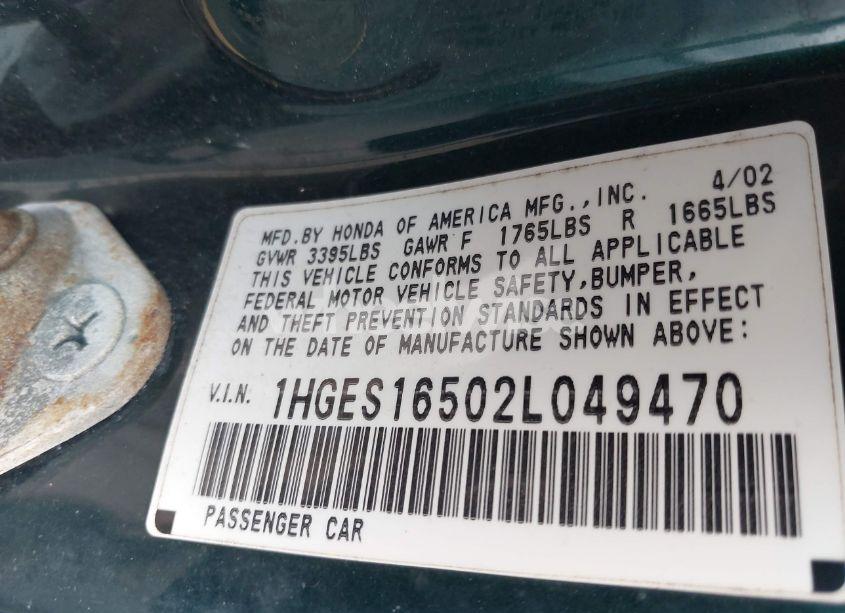 MFD.BY HONDA OF AMERICA MFG.,INC. 4/02
GVWR 3395LBS GAWR F 1765LBS R 1665LBS
THIS VEHICLE CONFORMS TO ALL APPLICABLE
FEDERAL MOTOR VEHICLE SAFETY,BUMPER,
AND THEFT PREVENTION STANDARDS IN EFFECT
ON THE DATE OF MANUFACTURE SHOWN ABOVE:
V.I.N. 1HGES16502L049470
PASSENGER CAR